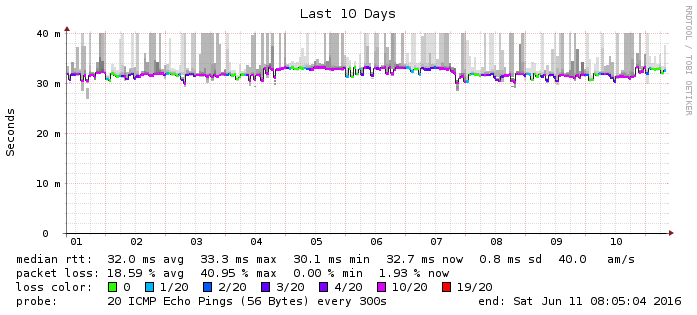 Last 10 Days
RRDTOOL / TOBI OETIKER
Seconds
40 m
30 m
20 m
10 m
0
01 02 03 04 05 06 07 08 09 10
median rtt: 32.0 ms avg 33.3 ms max 30.1 ms min 32.7 ms now 0.8 ms sd 40.0 am/s
packet loss: 18.59 % avg 40.95 % max 0.00 % min 1.93 % now
loss color: 0 1/20 2/20 3/20 4/20 10/20 19/20
probe: 20 ICMP Echo Pings (56 Bytes) every 300s end: Sat Jun 11 08:05:04 2016